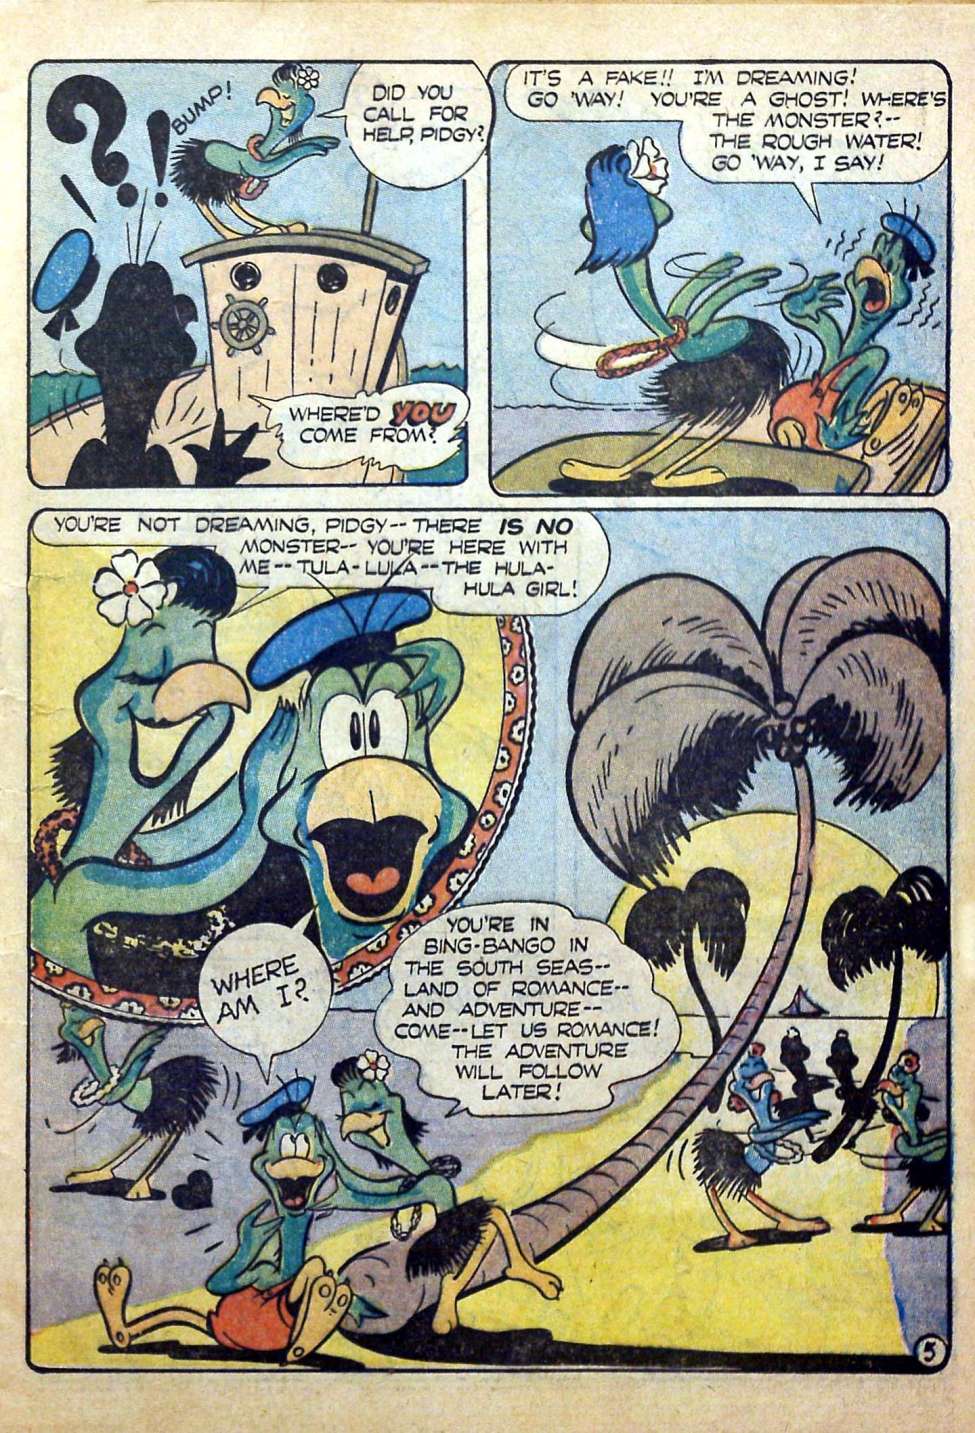 BUMP!
DID YOU
CALL FOR
HELP, PIDGY?
WHERE'D YOU
COME FROM?
IT'S A FAKE!! I'M DREAMING!
GO 'WAY! YOU'RE A GHOST! WHERE'S
THE MONSTER?--
THE ROUGH WATER!
GO 'WAY, I SAY!
YOU'RE NOT DREAMING, PIDGY-- THERE IS NO
MONSTER-- YOU'RE HERE WITH
ME-- TULA-LULA-- THE HULA-
HULA GIRL!
WHERE
AM I?
YOU'RE IN
BING-BANGO IN
THE SOUTH SEAS--
LAND OF ROMANCE--
AND ADVENTURE--
COME--LET US ROMANCE!
THE ADVENTURE
WILL FOLLOW
LATER!
5